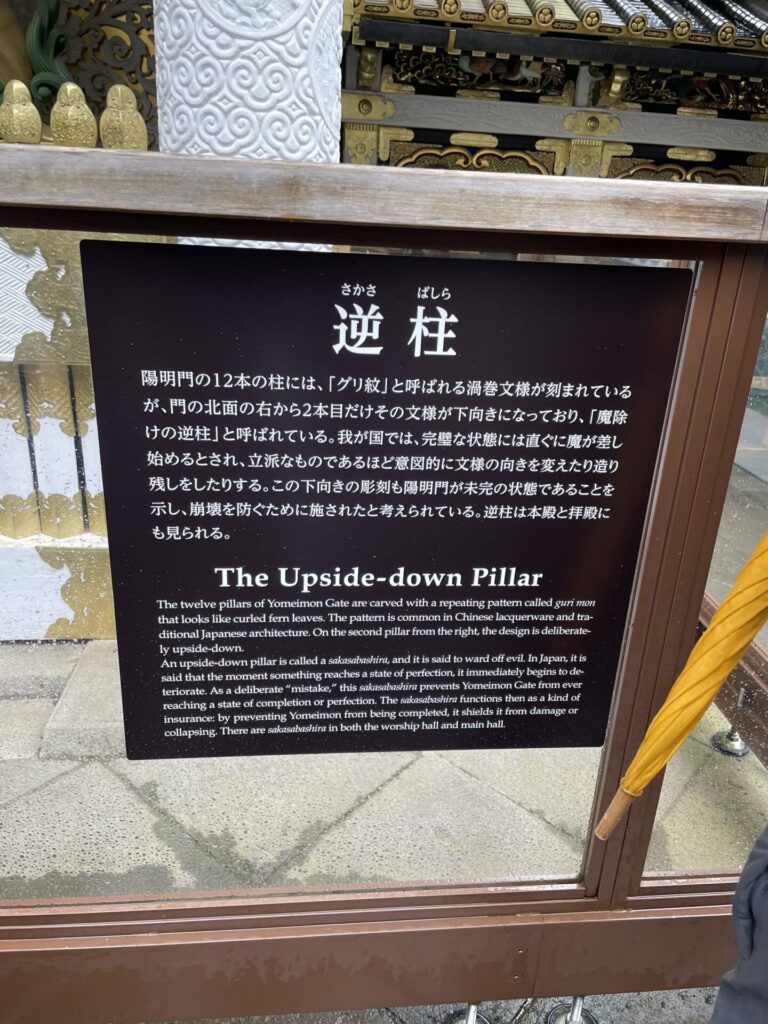 さかさ ばしら
逆柱
陽明門の12本の柱には、「グリ紋」と呼ばれる渦巻文様が刻まれている
が、門の北面の右から2本目だけその文様が下向きになっており、「魔除
けの逆柱」と呼ばれている。我が国では、完璧な状態には直ぐに魔が差し
始めるとされ、立派なものであるほど意図的に文様の向きを変えたり造り
残しをしたりする。この下向きの彫刻も陽明門が未完の状態であることを
示し、崩壊を防ぐために施されたと考えられている。逆柱は本殿と拝殿に
も見られる。
The Upside-down Pillar
The twelve pillars of Yomeimon Gate are carved with a repeating pattern called guri mon
that looks like curled fern leaves. The pattern is common in Chinese lacquerware and tra-
ditional Japanese architecture. On the second pillar from the right, the design is deliberate-
ly upside-down.
An upside-down pillar is called a sakasabashira, and it is said to ward off evil. In Japan, it is
said that the moment something reaches a state of perfection, it immediately begins to de-
teriorate. As a deliberate “mistake,” this sakasabashira prevents Yomeimon Gate from ever
reaching a state of completion or perfection. The sakasabashira functions then as a kind of
insurance: by preventing Yomeimon from being completed, it shields it from damage or
collapsing. There are sakasabashira in both the worship hall and main hall.